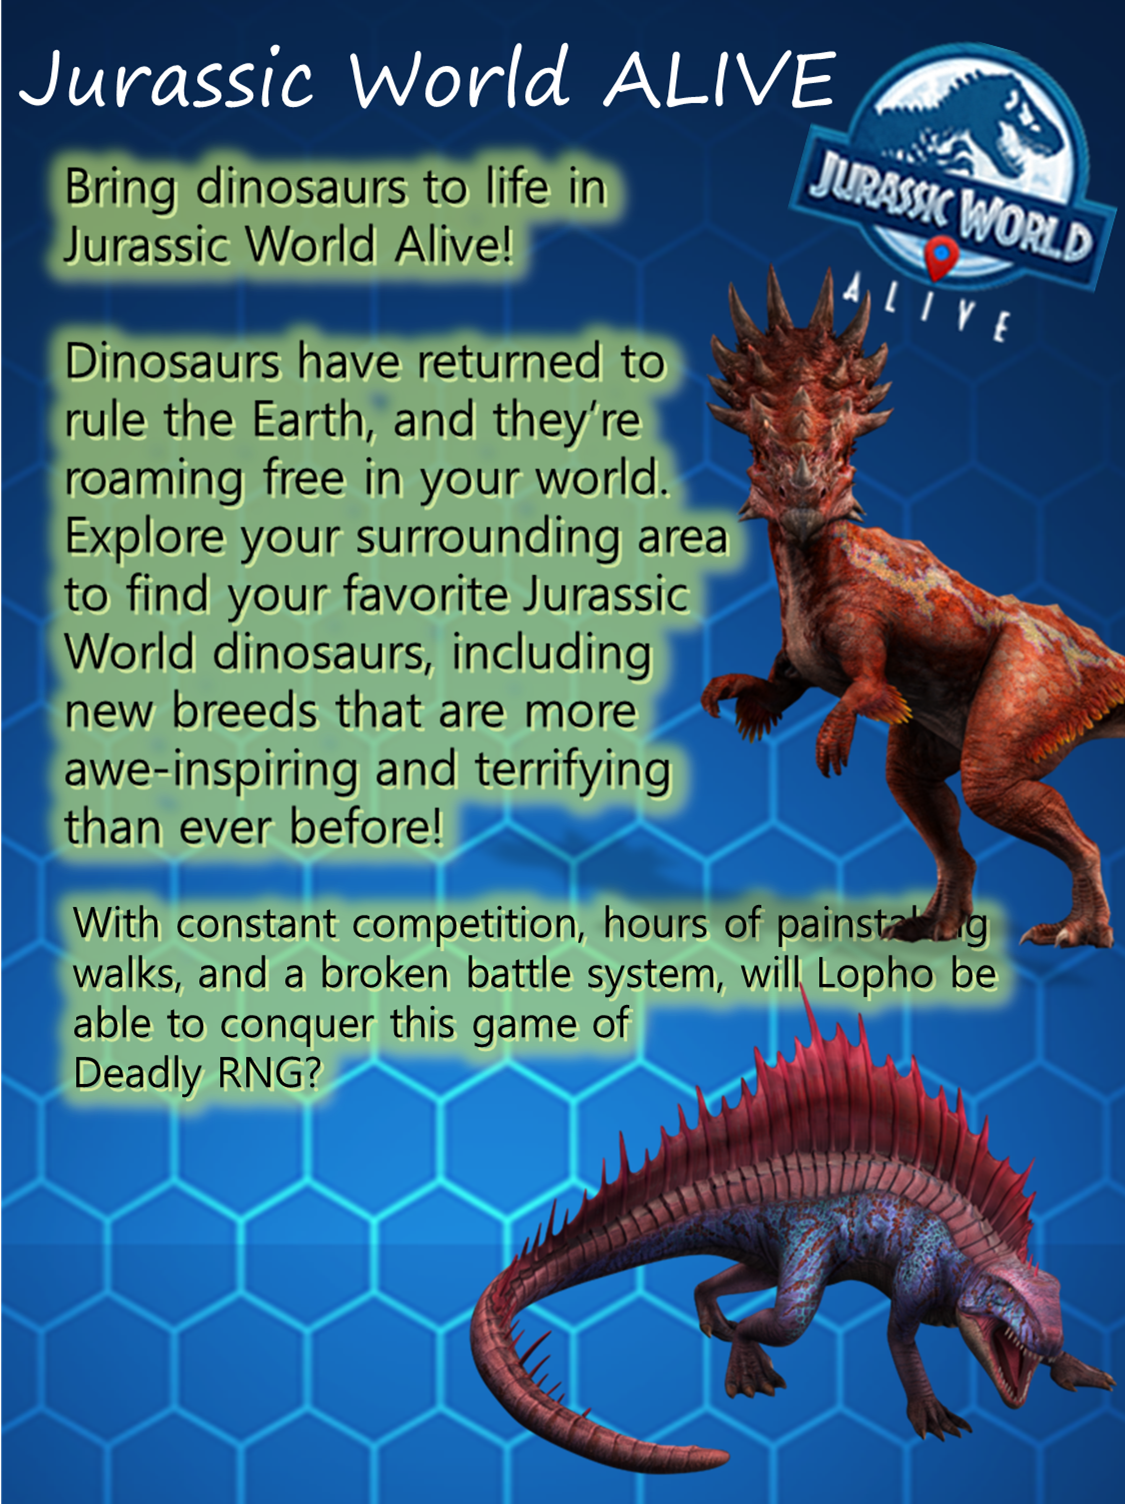 Jurassic World ALIVE
JURASSIC WORLD
ALIVE
Bring dinosaurs to life in
Jurassic World Alive!
Dinosaurs have returned to
rule the Earth, and they're
roaming free in your world.
Explore your surrounding area
to find your favorite Jurassic
World dinosaurs, including
new breeds that are more
awe-inspiring and terrifying
than ever before!
With constant competition, hours of painstaking
walks, and a broken battle system, will Lopho be
able to conquer this game of
Deadly RNG?